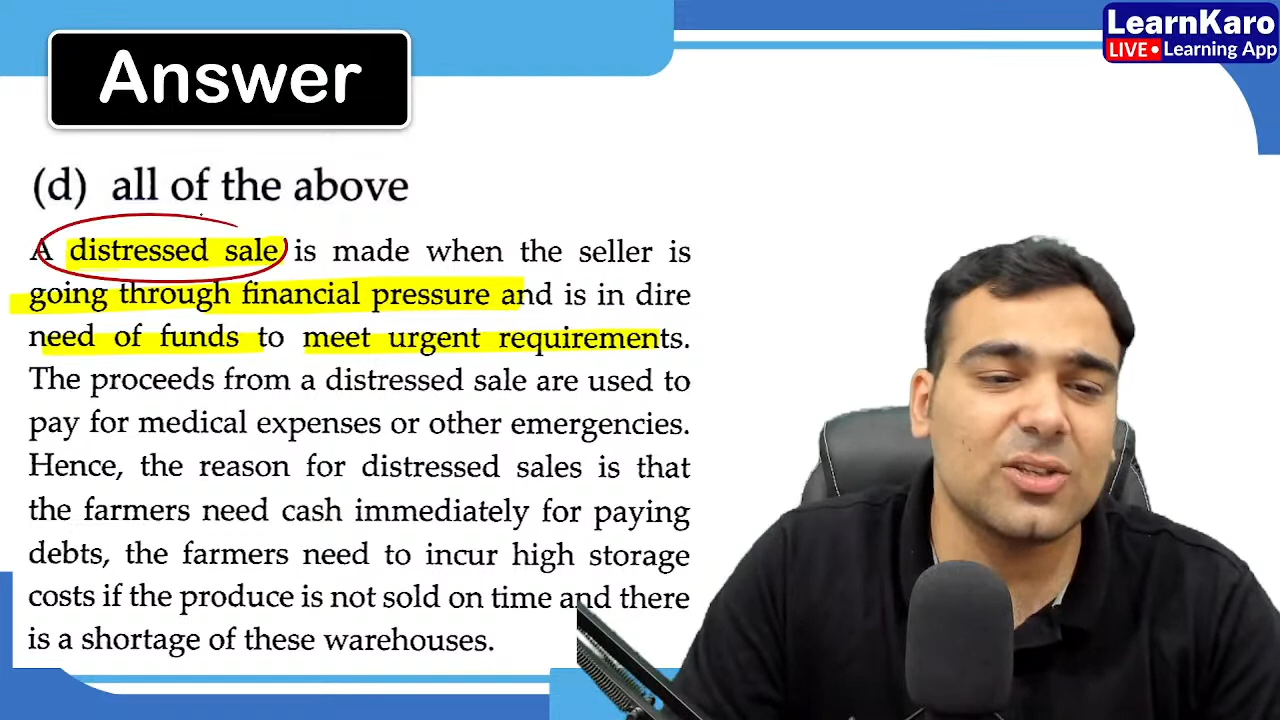 LearnKaro
LIVE • Learning App
Answer
(d) all of the above
A distressed sale is made when the seller is
going through financial pressure and is in dire
need of funds to meet urgent requirements.
The proceeds from a distressed sale are used to
pay for medical expenses or other emergencies.
Hence, the reason for distressed sales is that
the farmers need cash immediately for paying
debts, the farmers need to incur high storage
costs if the produce is not sold on time and there
is a shortage of these warehouses.